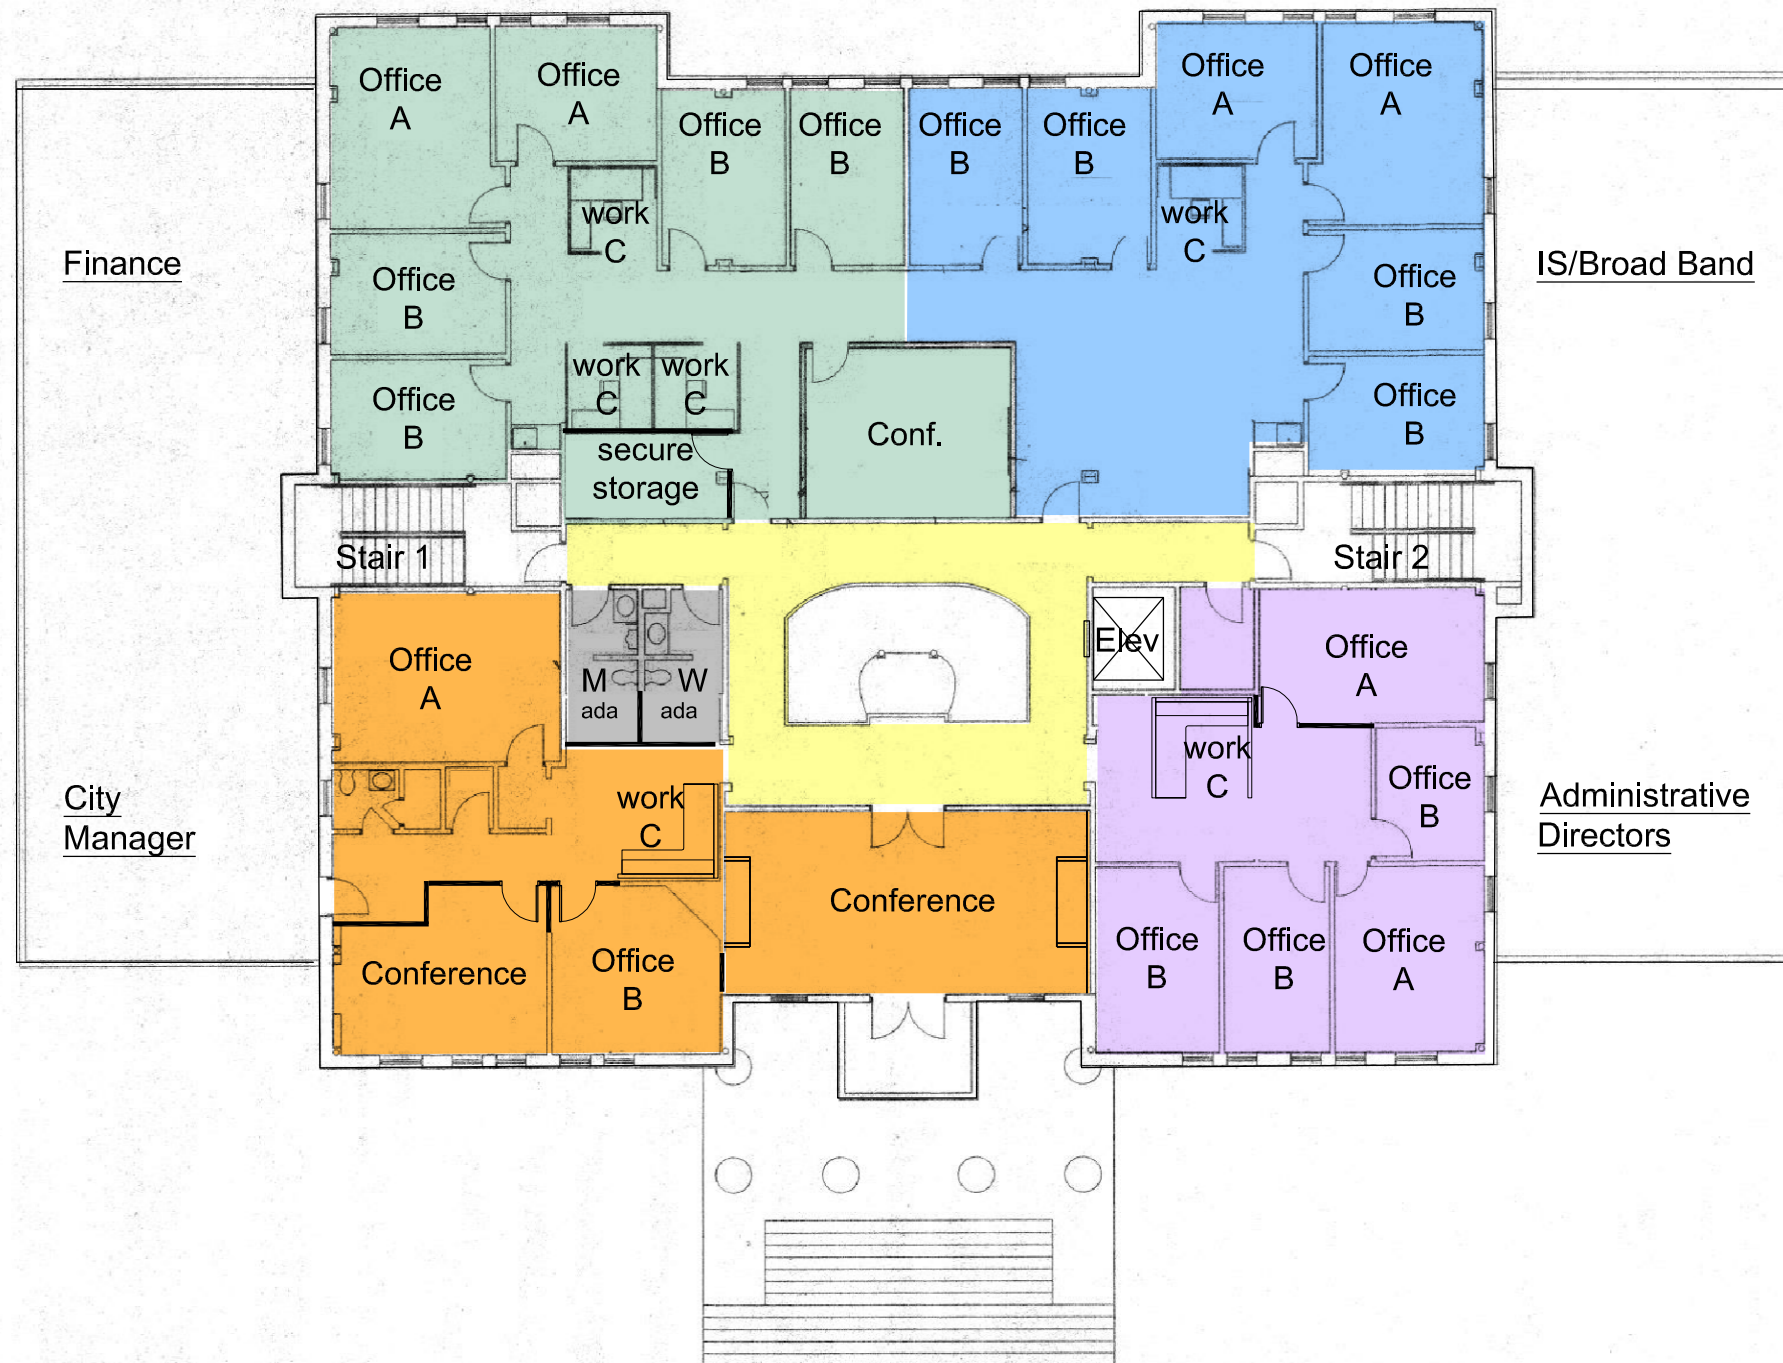 Office
A
Office
A
Office
B
Office
B
Office
B
Office
B
Office
A
Office
A
work
C
work
C
Finance
IS/Broad Band
Office
B
Office
B
work
C
work
C
Office
B
Conf.
Office
B
secure
storage
Stair 1
Stair 2
Office
A
M
ada
W
ada
Elev
Office
A
City
Manager
work
C
work
C
Office
B
Administrative
Directors
Conference
Conference
Office
B
Office
B
Office
B
Office
A